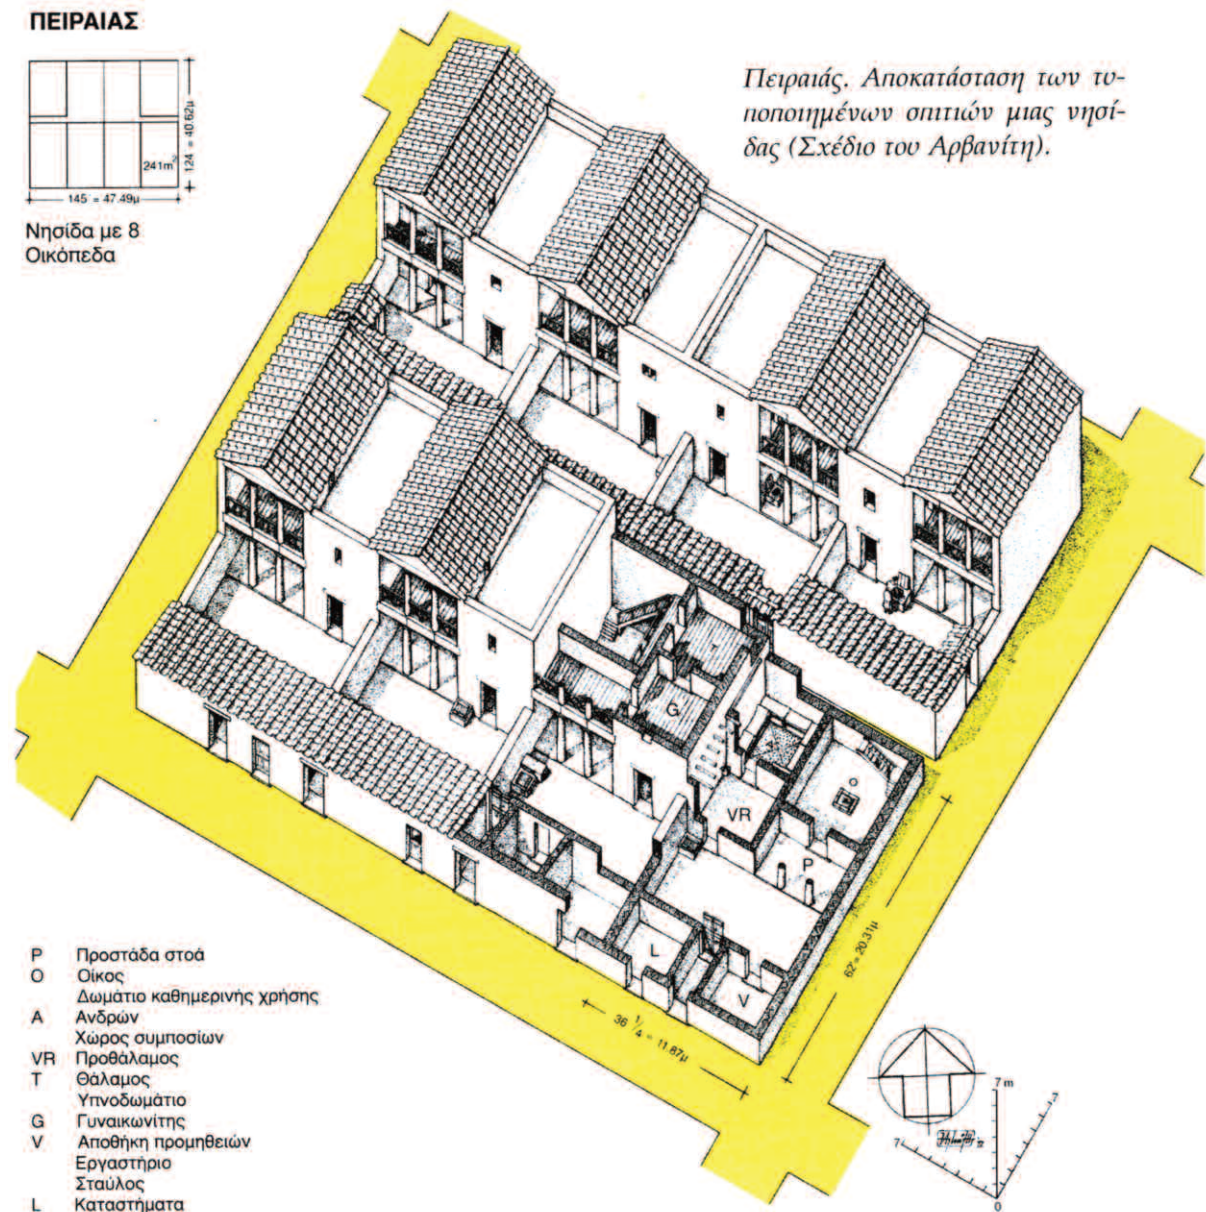 ΠΕΙΡΑΙΑΣ
241m²
124 = 40.62μ
145 = 47.49μ
Νησίδα με 8
Οικόπεδα
Πειραιάς. Αποκατάσταση των τυ-
ποποιημένων σπιτιών μιας νησί-
δας (Σχέδιο του Αρβανίτη).
G
VR
O
P
L
V
36 ¼ = 11.87μ
62 = 20.31μ
P Προστάδα στοά
O Οίκος
Δωμάτιο καθημερινής χρήσης
A Ανδρών
Χώρος συμποσίων
VR Προθάλαμος
T Θάλαμος
Υπνοδωμάτιο
G Γυναικωνίτης
V Αποθήκη προμηθειών
Εργαστήριο
Σταύλος
L Καταστήματα
7 m
7
0